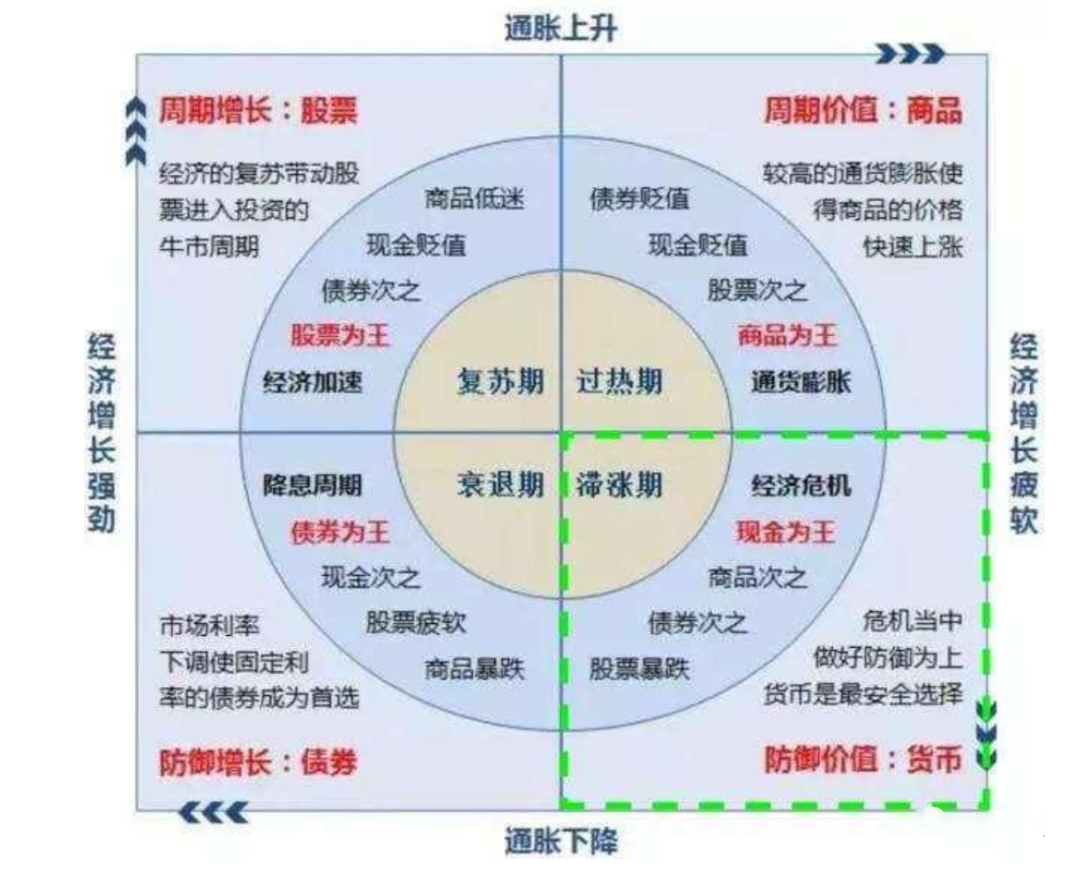 通胀上升
周期增长：股票
经济的复苏带动股
票进入投资的
牛市周期
商品低迷
现金贬值
债券次之
股票为王
经济加速
复苏期
周期价值：商品
较高的通货膨胀使
得商品的价格
快速上涨
债券贬值
现金贬值
股票次之
商品为王
通货膨胀
过热期
经济增长强劲
经济增长疲软
衰退期
降息周期
债券为王
现金次之
股票疲软
商品暴跌
市场利率
下调使固定利
率的债券成为首选
防御增长：债券
滞涨期
经济危机
现金为王
商品次之
债券次之
股票暴跌
危机当中
做好防御为上
货币是最安全选择
防御价值：货币
通胀下降